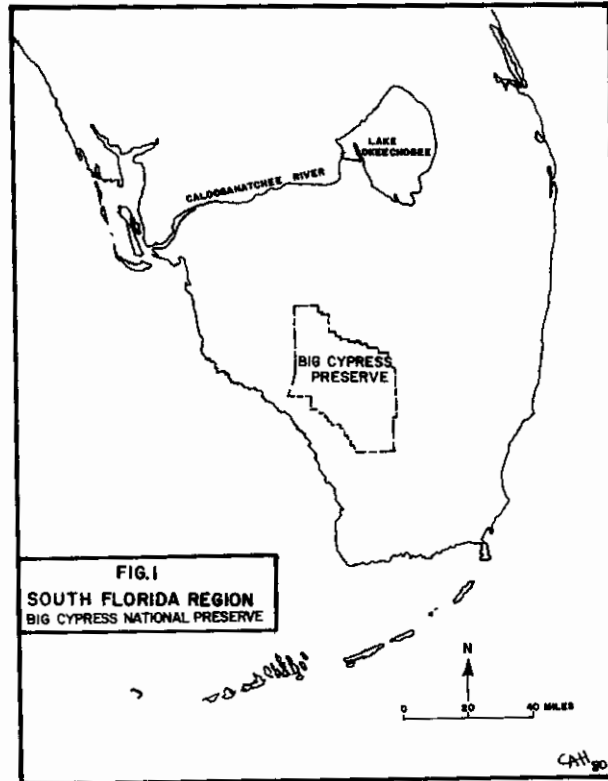 LAKE
OKEECHOBEE
CALOOSAHATCHEE RIVER
BIG CYPRESS
PRESERVE
FIG.1
SOUTH FLORIDA REGION
BIG CYPRESS NATIONAL PRESERVE
N
0 20 40 MILES
CAH 80